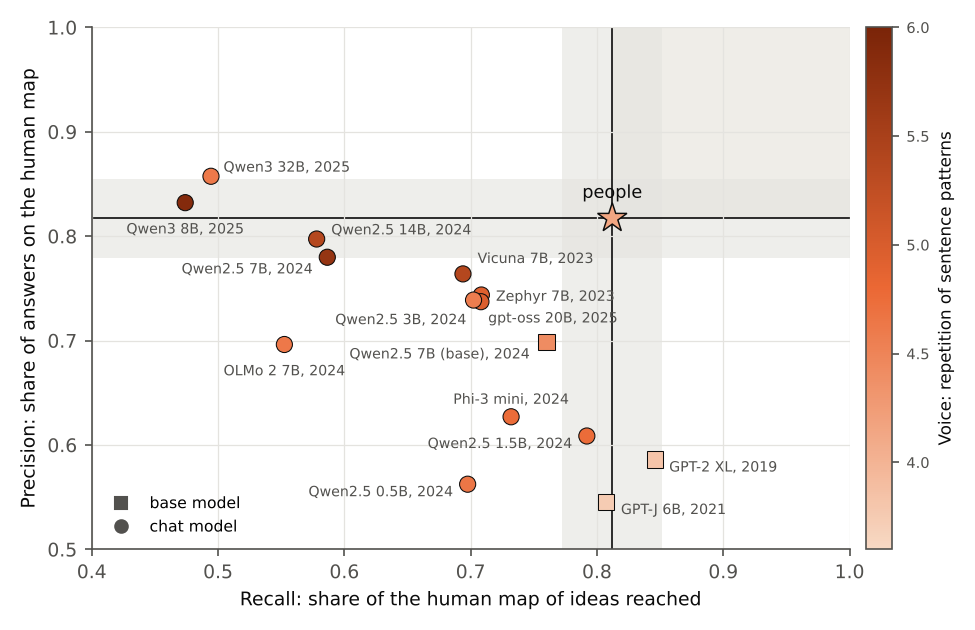 1.0
0.9
0.8
0.7
0.6
0.5
Precision: share of answers on the human map
Qwen3 32B, 2025
people
Qwen3 8B, 2025
Qwen2.5 14B, 2024
Qwen2.5 7B, 2024
Vicuna 7B, 2023
Zephyr 7B, 2023
Qwen2.5 3B, 2024
gpt-oss 20B, 2025
Qwen2.5 7B (base), 2024
OLMo 2 7B, 2024
Phi-3 mini, 2024
Qwen2.5 1.5B, 2024
GPT-2 XL, 2019
Qwen2.5 0.5B, 2024
GPT-J 6B, 2021
base model
chat model
0.4 0.5 0.6 0.7 0.8 0.9 1.0
Recall: share of the human map of ideas reached
6.0
5.5
5.0
4.5
4.0
Voice: repetition of sentence patterns